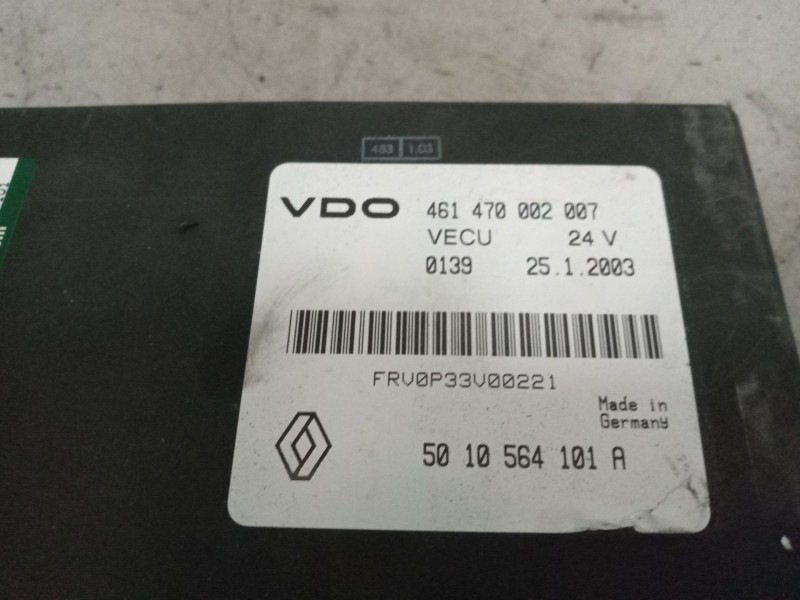 453 1.03
VDO 461 470 002 007
VECU 24 V
0139 25.1.2003
FRV0P33V00221
Made in
Germany
50 10 564 101 A